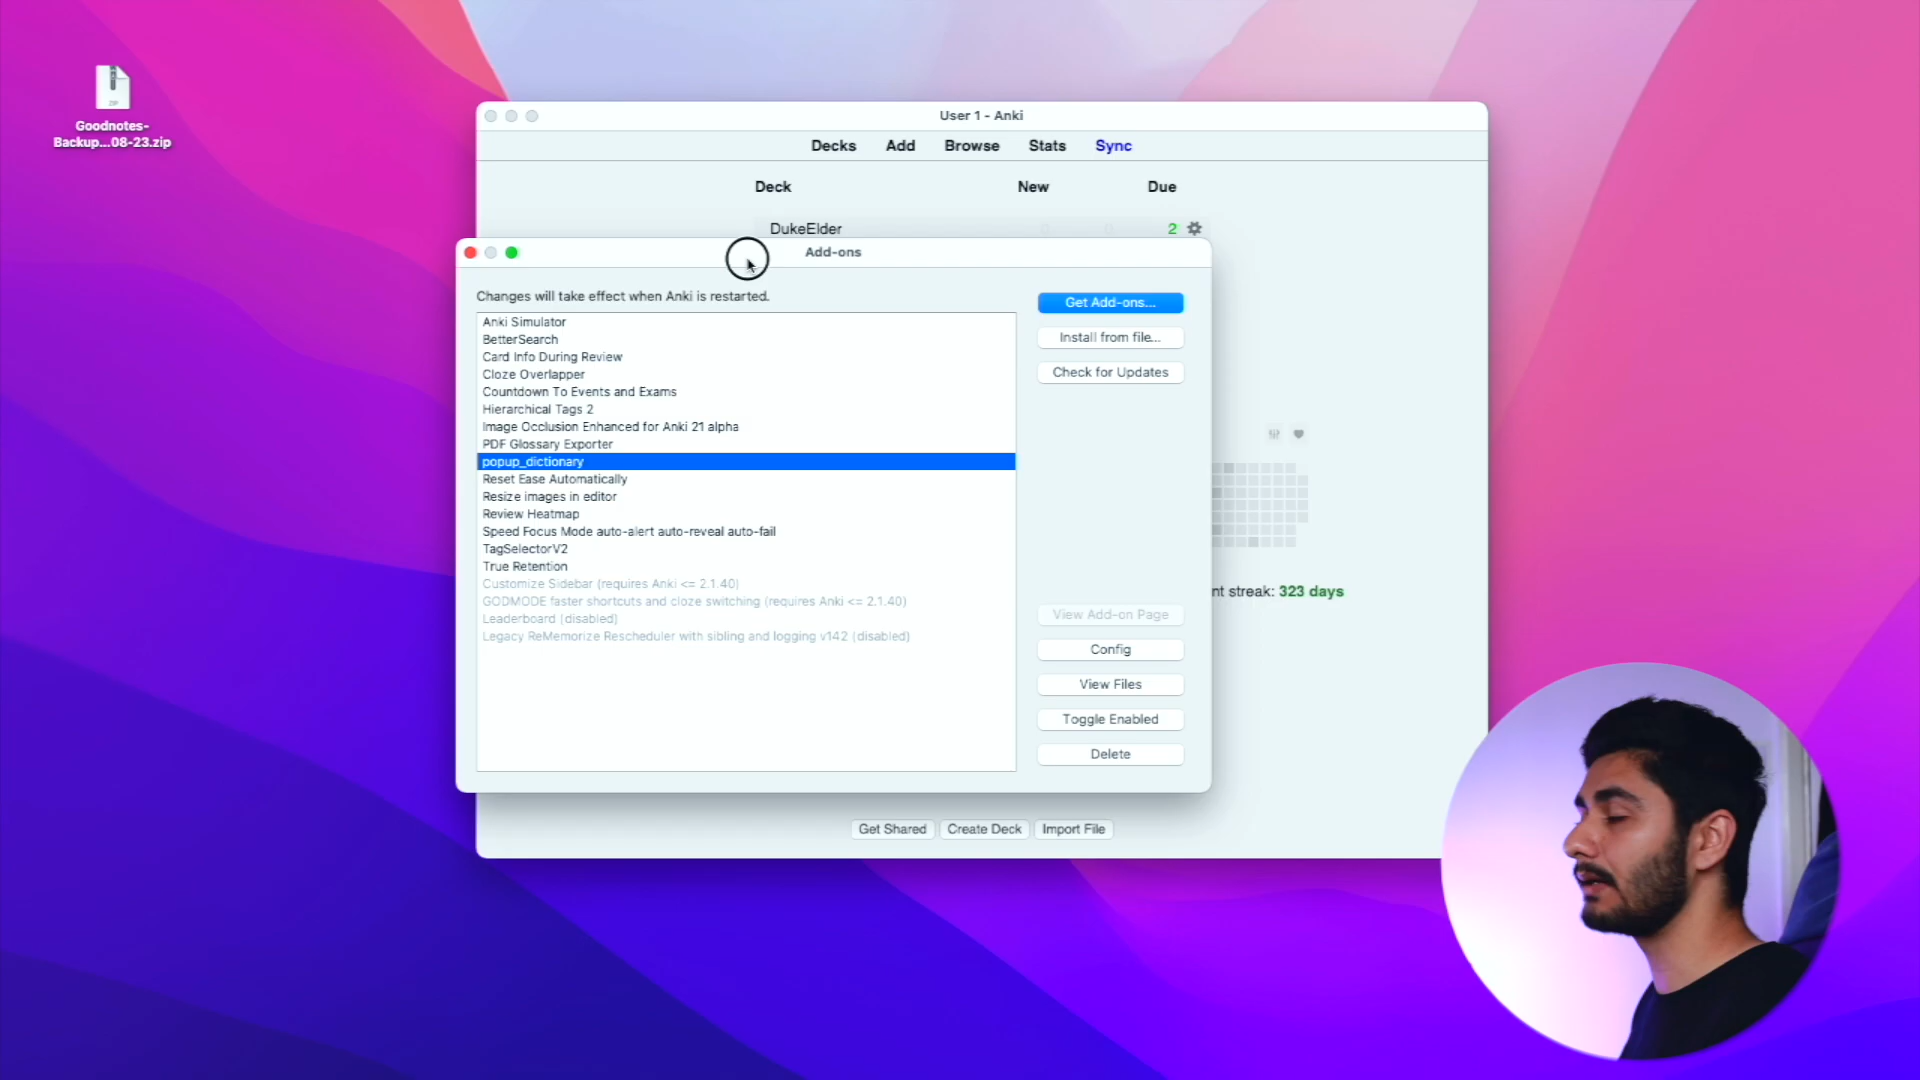 Goodnotes-
Backup...08-23.zip
ZIP
User 1 - Anki
Decks Add Browse Stats Sync
Deck New Due
DukeElder 0 0 2
Add-ons
Changes will take effect when Anki is restarted.
Anki Simulator
BetterSearch
Card Info During Review
Cloze Overlapper
Countdown To Events and Exams
Hierarchical Tags 2
Image Occlusion Enhanced for Anki 21 alpha
PDF Glossary Exporter
popup_dictionary
Reset Ease Automatically
Resize images in editor
Review Heatmap
Speed Focus Mode auto-alert auto-reveal auto-fail
TagSelectorV2
True Retention
Customize Sidebar (requires Anki <= 2.1.40)
GODMODE faster shortcuts and cloze switching (requires Anki <= 2.1.40)
Leaderboard (disabled)
Legacy ReMemorize Rescheduler with sibling and logging v142 (disabled)
Get Add-ons...
Install from file...
Check for Updates
View Add-on Page
Config
View Files
Toggle Enabled
Delete
nt streak: 323 days
Get Shared Create Deck Import File